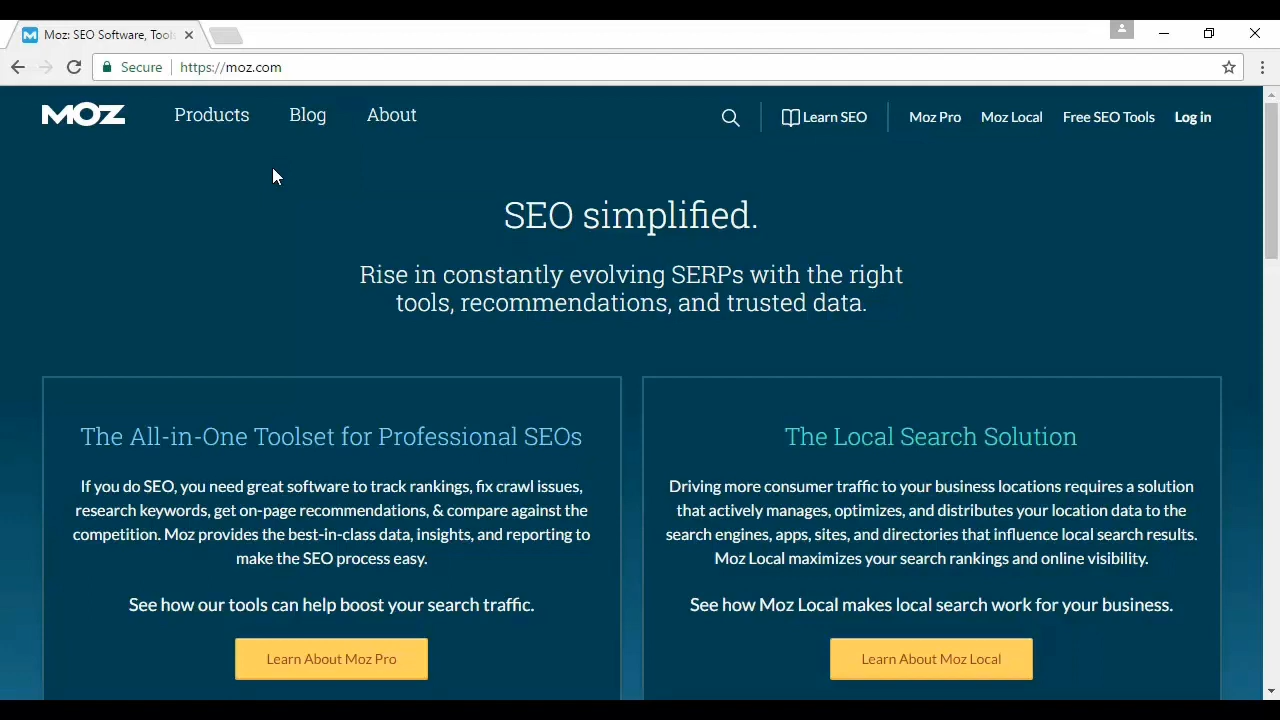 Moz: SEO Software, Tools
Secure https://moz.com
MOZ Products Blog About Learn SEO Moz Pro Moz Local Free SEO Tools Log in
SEO simplified.
Rise in constantly evolving SERPs with the right
tools, recommendations, and trusted data.
The All-in-One Toolset for Professional SEOs
If you do SEO, you need great software to track rankings, fix crawl issues,
research keywords, get on-page recommendations, & compare against the
competition. Moz provides the best-in-class data, insights, and reporting to
make the SEO process easy.
See how our tools can help boost your search traffic.
Learn About Moz Pro
The Local Search Solution
Driving more consumer traffic to your business locations requires a solution
that actively manages, optimizes, and distributes your location data to the
search engines, apps, sites, and directories that influence local search results.
Moz Local maximizes your search rankings and online visibility.
See how Moz Local makes local search work for your business.
Learn About Moz Local